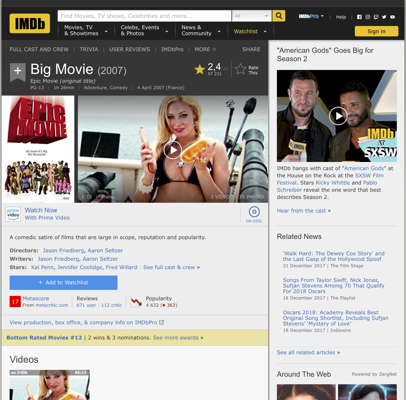 IMDb
Find Movies, TV shows, Celebrities and more...
All
IMDbPro
Help
Movies, TV & Showtimes
Celebs, Events & Photos
News & Community
Watchlist
Sign in
FULL CAST AND CREW | TRIVIA | USER REVIEWS | IMDbPro | MORE
SHARE
Big Movie (2007)
Epic Movie (original title)
PG-13 | 1h 26min | Adventure, Comedy | 4 April 2007 (France)
2,4
Rate This
EPIC MOVIE
Watch Now
With Prime Video
ON DISC
A comedic satire of films that are large in scope, reputation and popularity.
Directors: Jason Friedberg, Aaron Seltzer
Writers: Jason Friedberg, Aaron Seltzer
Stars: Kal Penn, Jennifer Coolidge, Fred Willard | See full cast & crew »
+ Add to Watchlist
17
Metascore
From metacritic.com
Reviews
671 user | 112 critic
Popularity
4 632 (363)
View production, box office, & company info on IMDbPro
Bottom Rated Movies #12 | 2 wins & 3 nominations. See more awards »
Videos
"American Gods" Goes Big for Season 2
IMDb
AT
SXSW
IMDb hangs with cast of "American Gods" at the House on the Rock at the SXSW Film Festival. Stars Ricky Whittle and Pablo Schreiber reveal the one word that best describes Season 2.
Hear from the cast »
Related News
'Walk Hard: The Dewey Cox Story' and the Last Gasp of the Hollywood Spoof
21 December 2017 | The Film Stage
Songs From Taylor Swift, Nick Jonas, Sufjan Stevens Among 70 That Qualify For 2018 Oscars
18 December 2017 | The Playlist
Oscars 2018: Academy Reveals Best Original Song Shortlist, Including Sufjan Stevens' 'Mystery of Love'
18 December 2017 | Indiewire
See all related articles »
Around The Web
Powered by ZergNet